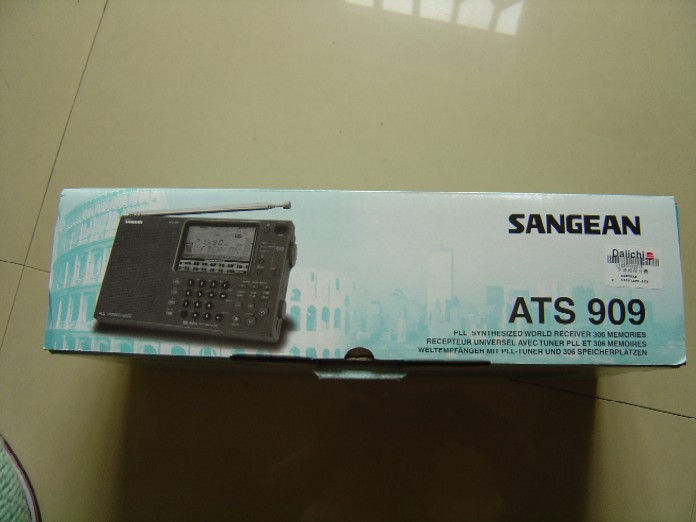 SANGEAN
Daiichi
ATS 909
PLL SYNTHESIZED WORLD RECEIVER 306 MEMORIES
RECEPTEUR UNIVERSEL AVEC TUNER PLL ET 306 MEMOIRES
WELTEMPFÄNGER MIT PLL-TUNER UND 306 SPEICHERPLÄTZEN